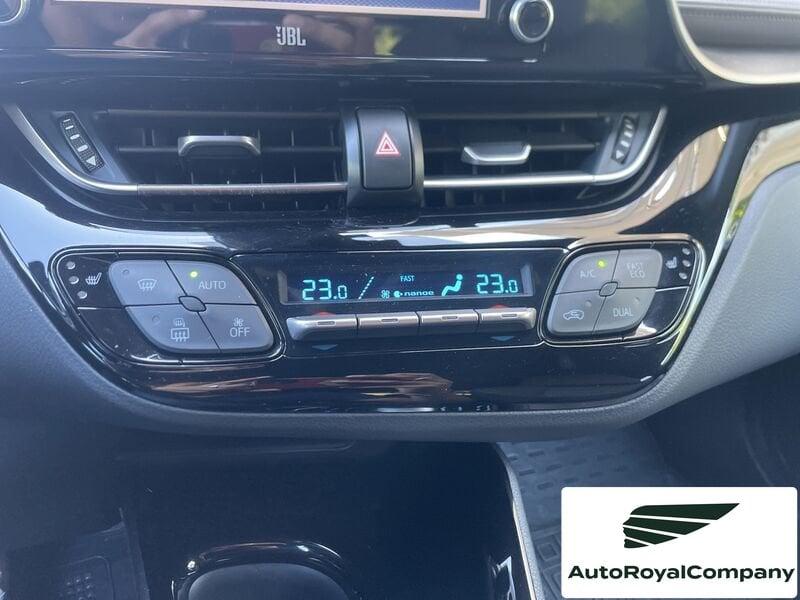 JBL
23.0
FAST
nanoe
23.0
AUTO
OFF
A/C
FAST
ECO
DUAL
AutoRoyalCompany